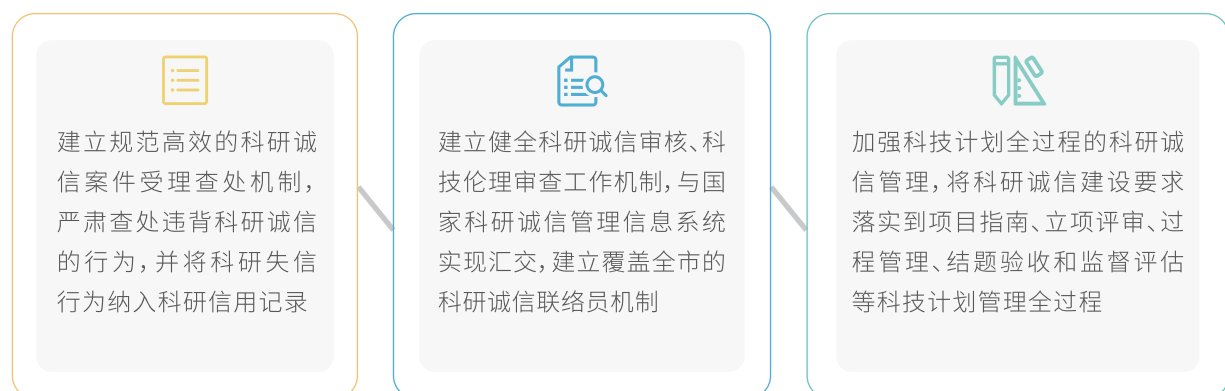 建立规范高效的科研诚
信案件受理查处机制，
严肃查处违背科研诚信
的行为，并将科研失信
行为纳入科研信用记录
建立健全科研诚信审核、科
技伦理审查工作机制，与国
家科研诚信管理信息系统
实现汇交，建立覆盖全市的
科研诚信联络员机制
加强科技计划全过程的科研诚
信管理，将科研诚信建设要求
落实到项目指南、立项评审、过
程管理、结题验收和监督评估
等科技计划管理全过程